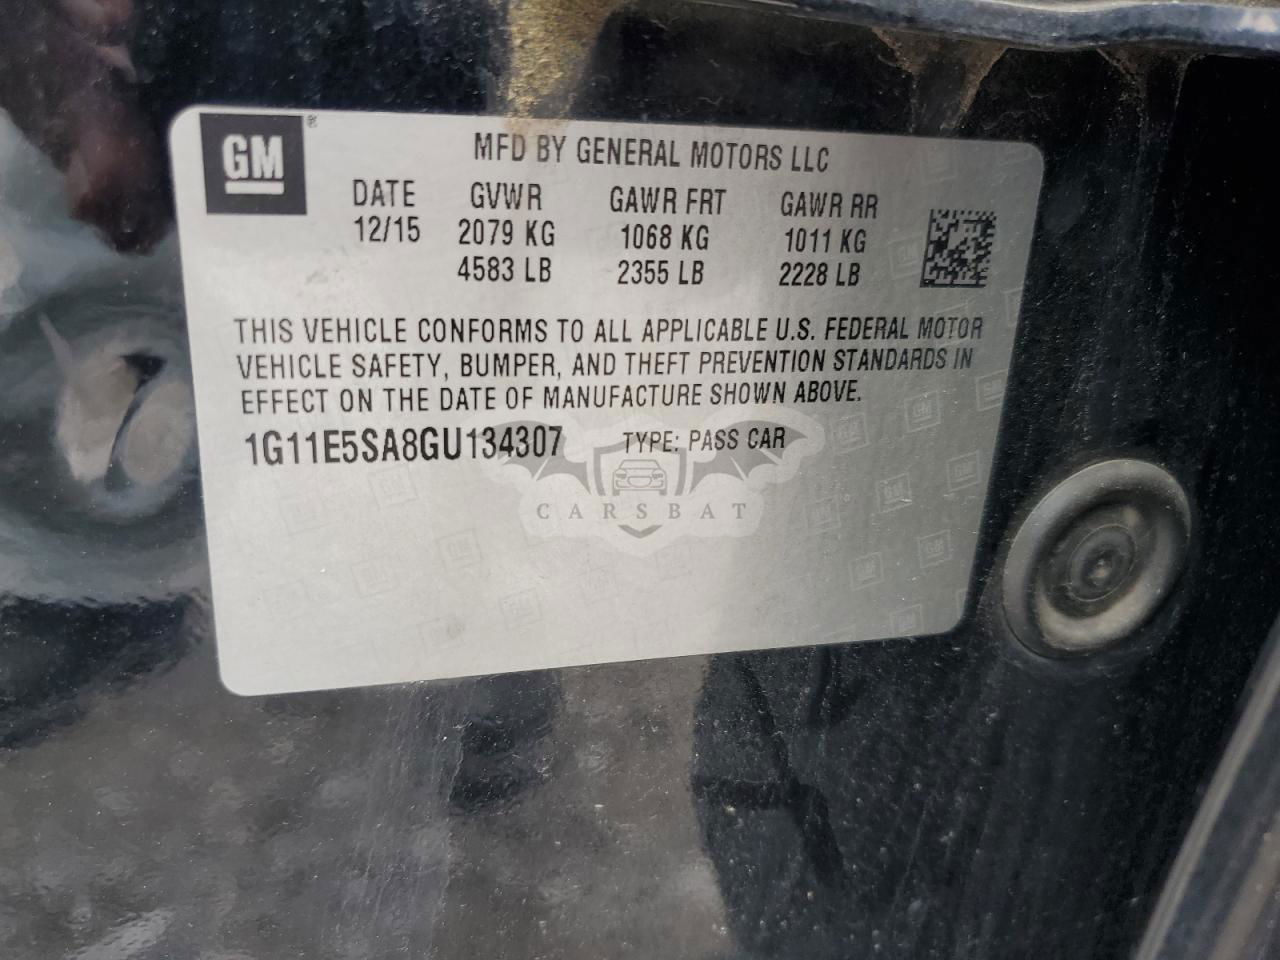 GM ®
MFD BY GENERAL MOTORS LLC
DATE GVWR GAWR FRT GAWR RR
12/15 2079 KG 1068 KG 1011 KG
4583 LB 2355 LB 2228 LB
THIS VEHICLE CONFORMS TO ALL APPLICABLE U.S. FEDERAL MOTOR
VEHICLE SAFETY, BUMPER, AND THEFT PREVENTION STANDARDS IN
EFFECT ON THE DATE OF MANUFACTURE SHOWN ABOVE.
1G11E5SA8GU134307 TYPE: PASS CAR
CARSBAT